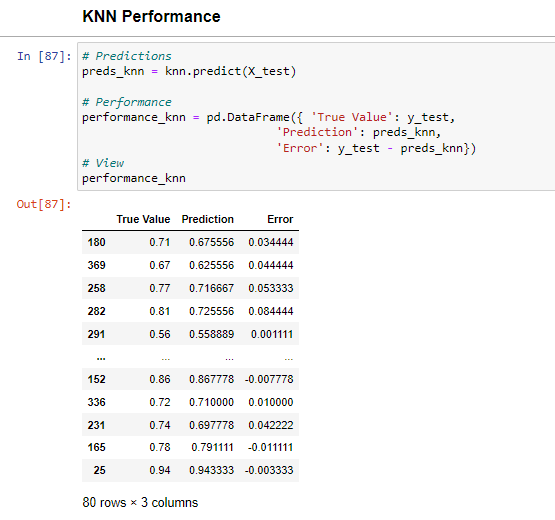 KNN Performance
In [87]: # Predictions
preds_knn = knn.predict(X_test)
# Performance
performance_knn = pd.DataFrame({ 'True Value': y_test,
'Prediction': preds_knn,
'Error': y_test - preds_knn})
# View
performance_knn
Out[87]:
True Value Prediction Error
180 0.71 0.675556 0.034444
369 0.67 0.625556 0.044444
258 0.77 0.716667 0.053333
282 0.81 0.725556 0.084444
291 0.56 0.558889 0.001111
... ... ... ...
152 0.86 0.867778 -0.007778
336 0.72 0.710000 0.010000
231 0.74 0.697778 0.042222
165 0.78 0.791111 -0.011111
25 0.94 0.943333 -0.003333
80 rows × 3 columns